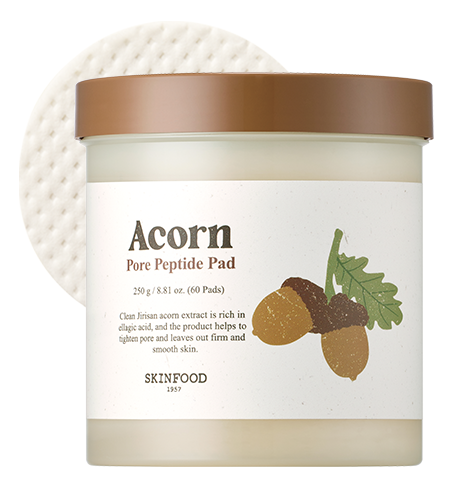 Acorn
Pore Peptide Pad
250 g / 8.81 oz. (60 Pads)
Clean Jirisan acorn extract is rich in
ellagic acid, and the product helps to
tighten pore and leaves out firm and
smooth skin.
SKINFOOD
1957